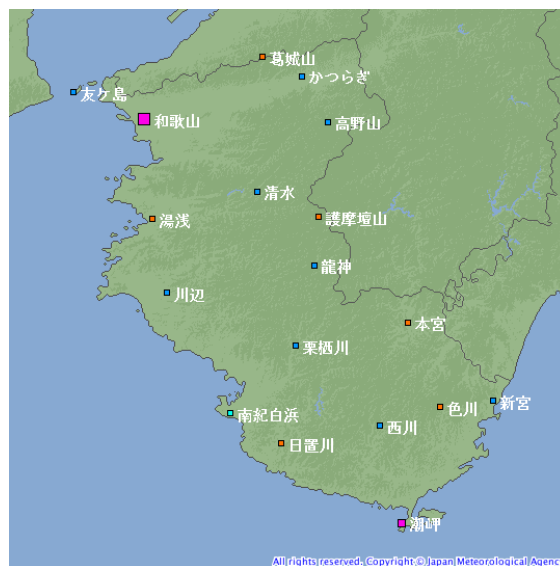 葛城山
かつらぎ
友ケ島
和歌山
高野山
清水
湯浅
護摩壇山
龍神
川辺
本宮
栗栖川
新宮
色川
南紀白浜
西川
日置川
潮岬
All rights reserved. Copyright © Japan Meteorological Agency